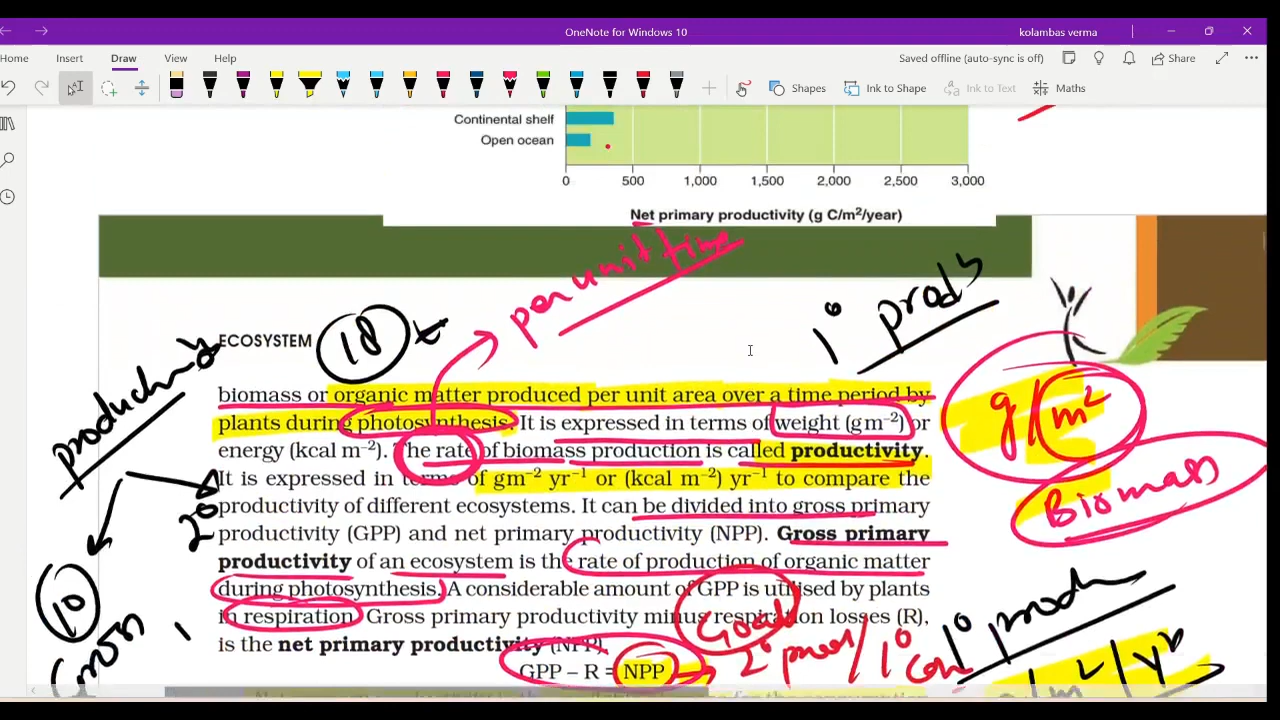 OneNote for Windows 10
kolambas verma
Home Insert Draw View Help
Saved offline (auto-sync is off)
Share
Shapes
Ink to Shape
Ink to Text
Maths
Continental shelf
Open ocean
0 500 1,000 1,500 2,000 2,500 3,000
Net primary productivity (g C/m²/year)
per unit time
1° prody
ECOSYSTEM
18
biomass or organic matter produced per unit area over a time period by
plants during photosynthesis. It is expressed in terms of weight (gm⁻²) or
energy (kcal m⁻²). The rate of biomass production is called productivity.
It is expressed in terms of gm⁻² yr⁻¹ or (kcal m⁻²) yr⁻¹ to compare the
productivity of different ecosystems. It can be divided into gross primary
productivity (GPP) and net primary productivity (NPP). Gross primary
productivity of an ecosystem is the rate of production of organic matter
during photosynthesis. A considerable amount of GPP is utilised by plants
in respiration. Gross primary productivity minus respiration losses (R),
is the net primary productivity (NPP).
GPP – R = NPP
g/m²
Biomass
2°
1°
Goat
1° produ